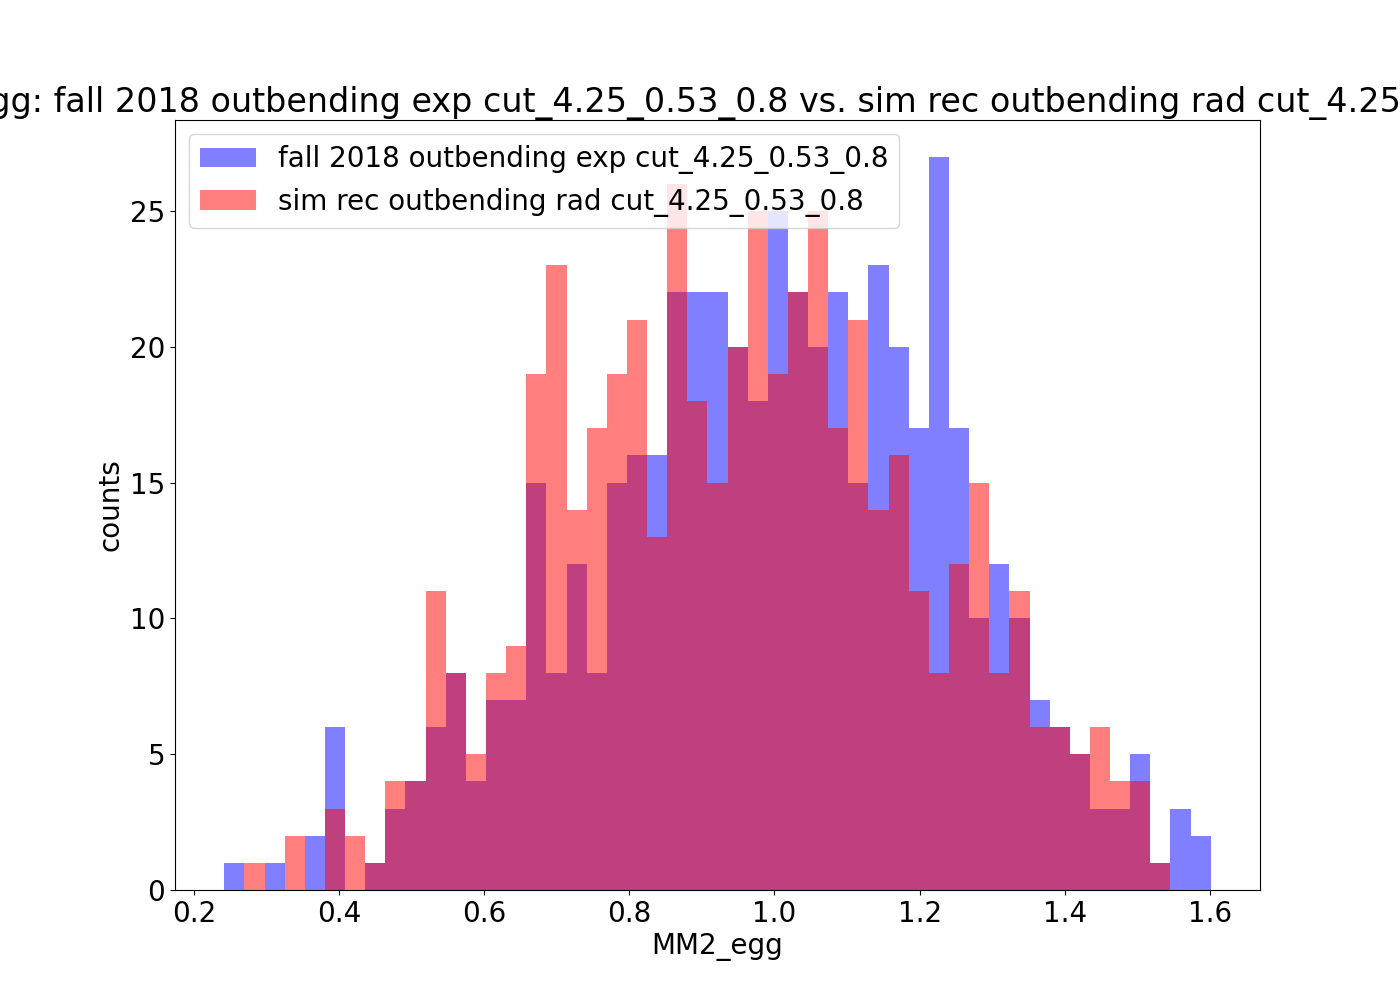 gg: fall 2018 outbending exp cut_4.25_0.53_0.8 vs. sim rec outbending rad cut_4.25
fall 2018 outbending exp cut_4.25_0.53_0.8
sim rec outbending rad cut_4.25_0.53_0.8
25
20
15
10
5
0
counts
0.2 0.4 0.6 0.8 1.0 1.2 1.4 1.6
MM2_egg